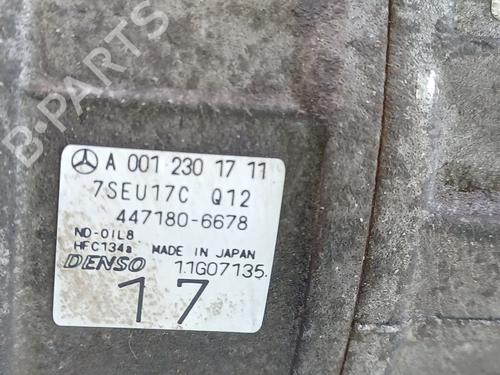 B-PARTS
A 001 230 17 11
7SEU17C Q12
447180-6678
ND-OIL8
HFC134a MADE IN JAPAN
DENSO 11G07135
17